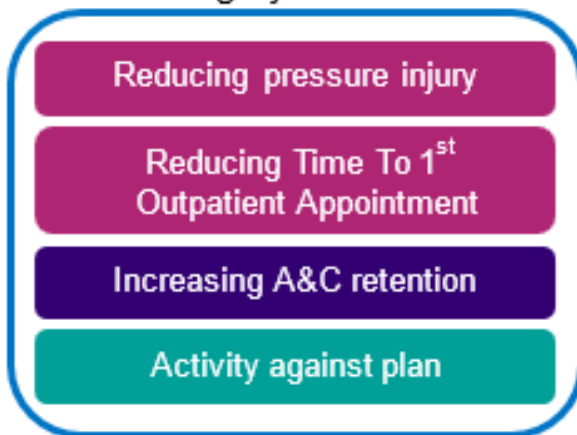 Reducing pressure injury
Reducing Time To 1st
Outpatient Appointment
Increasing A&C retention
Activity against plan